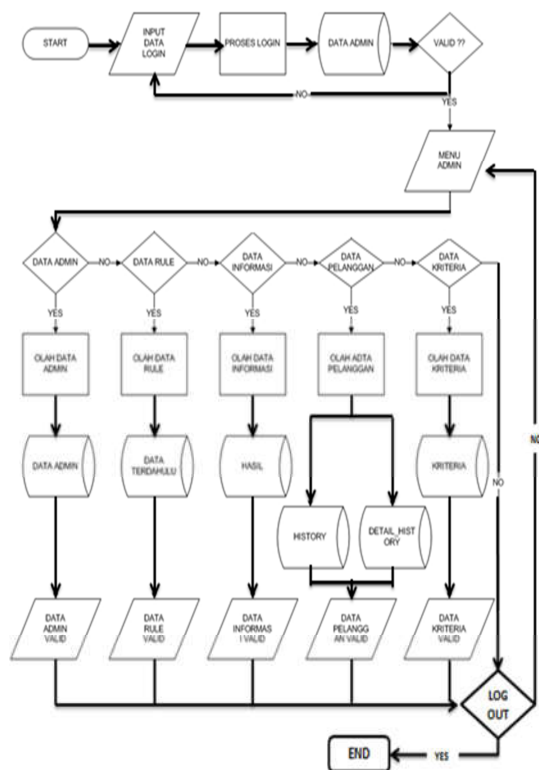 START
INPUT
DATA
LOGIN
PROSES LOGIN
DATA ADMIN
VALID ??
NO
YES
MENU
ADMIN
DATA ADMIN
NO
DATA RULE
NO
DATA
INFORMASI
NO
DATA
PELANGGAN
NO
DATA
KRITERIA
NO
YES
YES
YES
YES
YES
OLAH DATA
ADMIN
OLAH DATA
RULE
OLAH DATA
INFORMASI
OLAH ADTA
PELANGGAN
OLAH DATA
KRITERIA
DATA ADMIN
DATA
TERDAHULU
HASIL
KRITERIA
NO
HISTORY
DETAIL_HIST
ORY
DATA
ADMIN
VALID
DATA
RULE
VALID
DATA
INFORMAS
I VALID
DATA
PELANGG
AN VALID
DATA
KRITERIA
VALID
LOG
OUT
YES
END